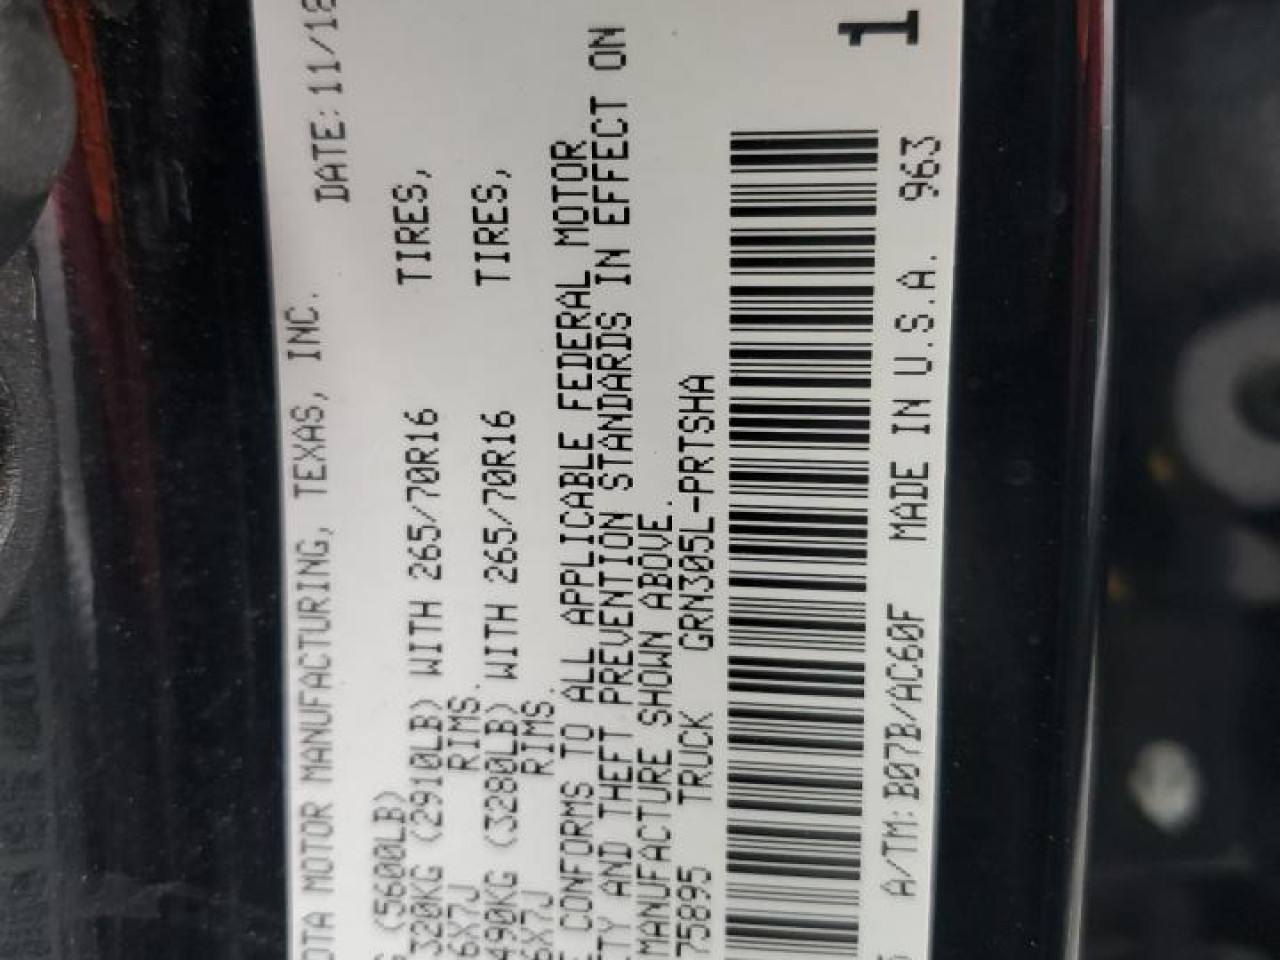 OTA MOTOR MANUFACTURING, TEXAS, INC. DATE: 11/18
(5600LB)
320KG (2910LB) WITH 265/70R16 TIRES,
6X7J RIMS.
490KG (3280LB) WITH 265/70R16 TIRES,
6X7J RIMS.
CONFORMS TO ALL APPLICABLE FEDERAL MOTOR
ETY AND THEFT PREVENTION STANDARDS IN EFFECT ON
MANUFACTURE SHOWN ABOVE.
75895 TRUCK GRN305L-PRTSHA
1
A/TM: B07B/AC60F MADE IN U.S.A. 963